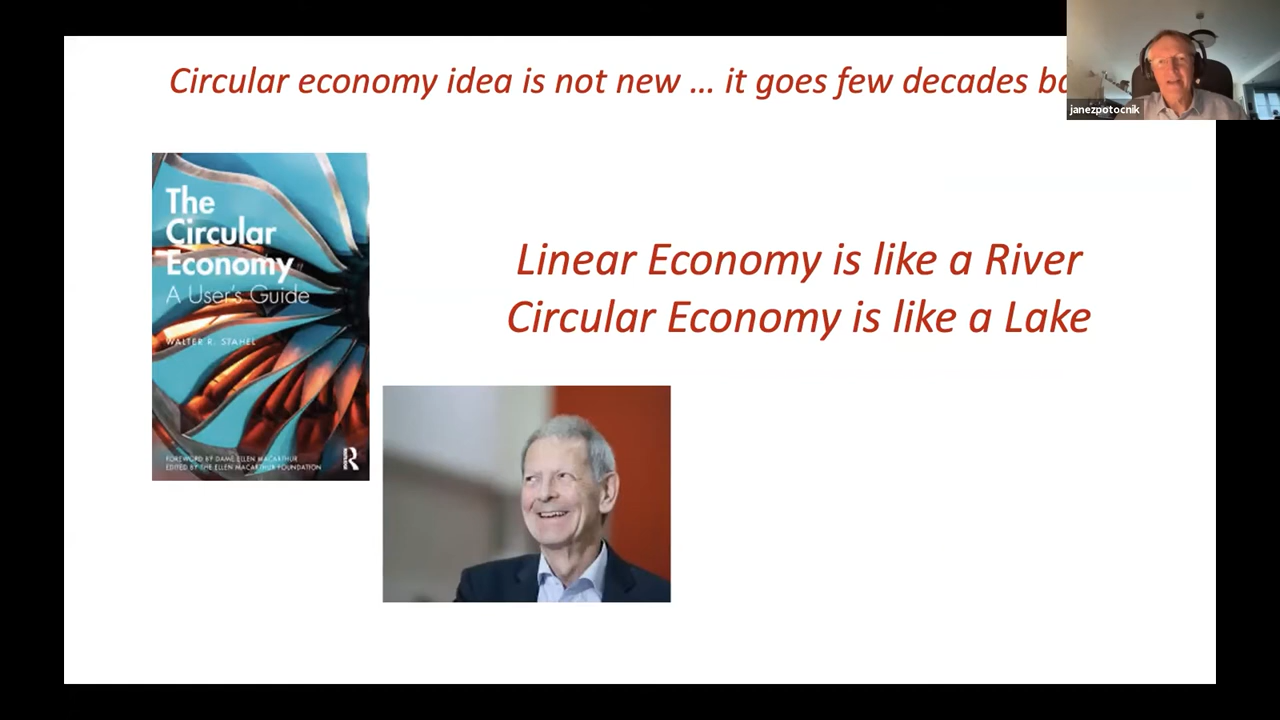 Circular economy idea is not new ... it goes few decades
janezpotocnik
The
Circular
Economy
A User's Guide
WALTER R. STAHEL
FOREWORD BY DAME ELLEN MACARTHUR
EDITED BY THE ELLEN MACARTHUR FOUNDATION
R
Linear Economy is like a River
Circular Economy is like a Lake